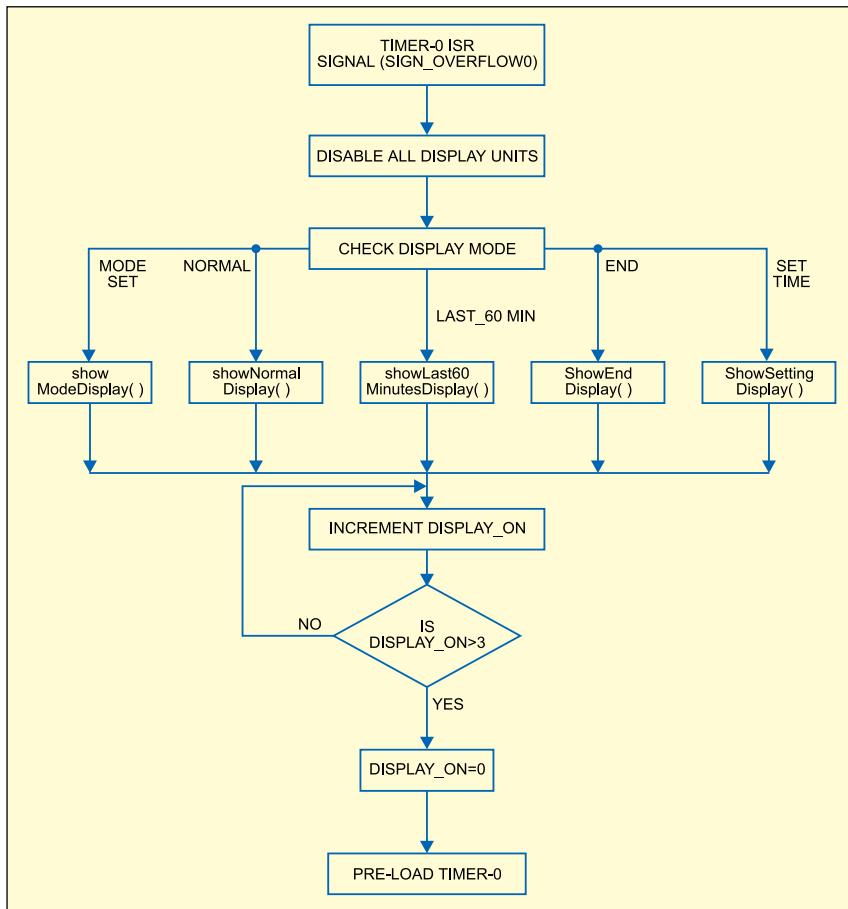 TIMER-0 ISR
SIGNAL (SIGN_OVERFLOW0)
DISABLE ALL DISPLAY UNITS
CHECK DISPLAY MODE
MODE
SET
NORMAL
LAST_60 MIN
END
SET
TIME
show
ModeDisplay( )
showNormal
Display( )
showLast60
MinutesDisplay( )
ShowEnd
Display( )
ShowSetting
Display( )
INCREMENT DISPLAY_ON
IS
DISPLAY_ON>3
NO
YES
DISPLAY_ON=0
PRE-LOAD TIMER-0